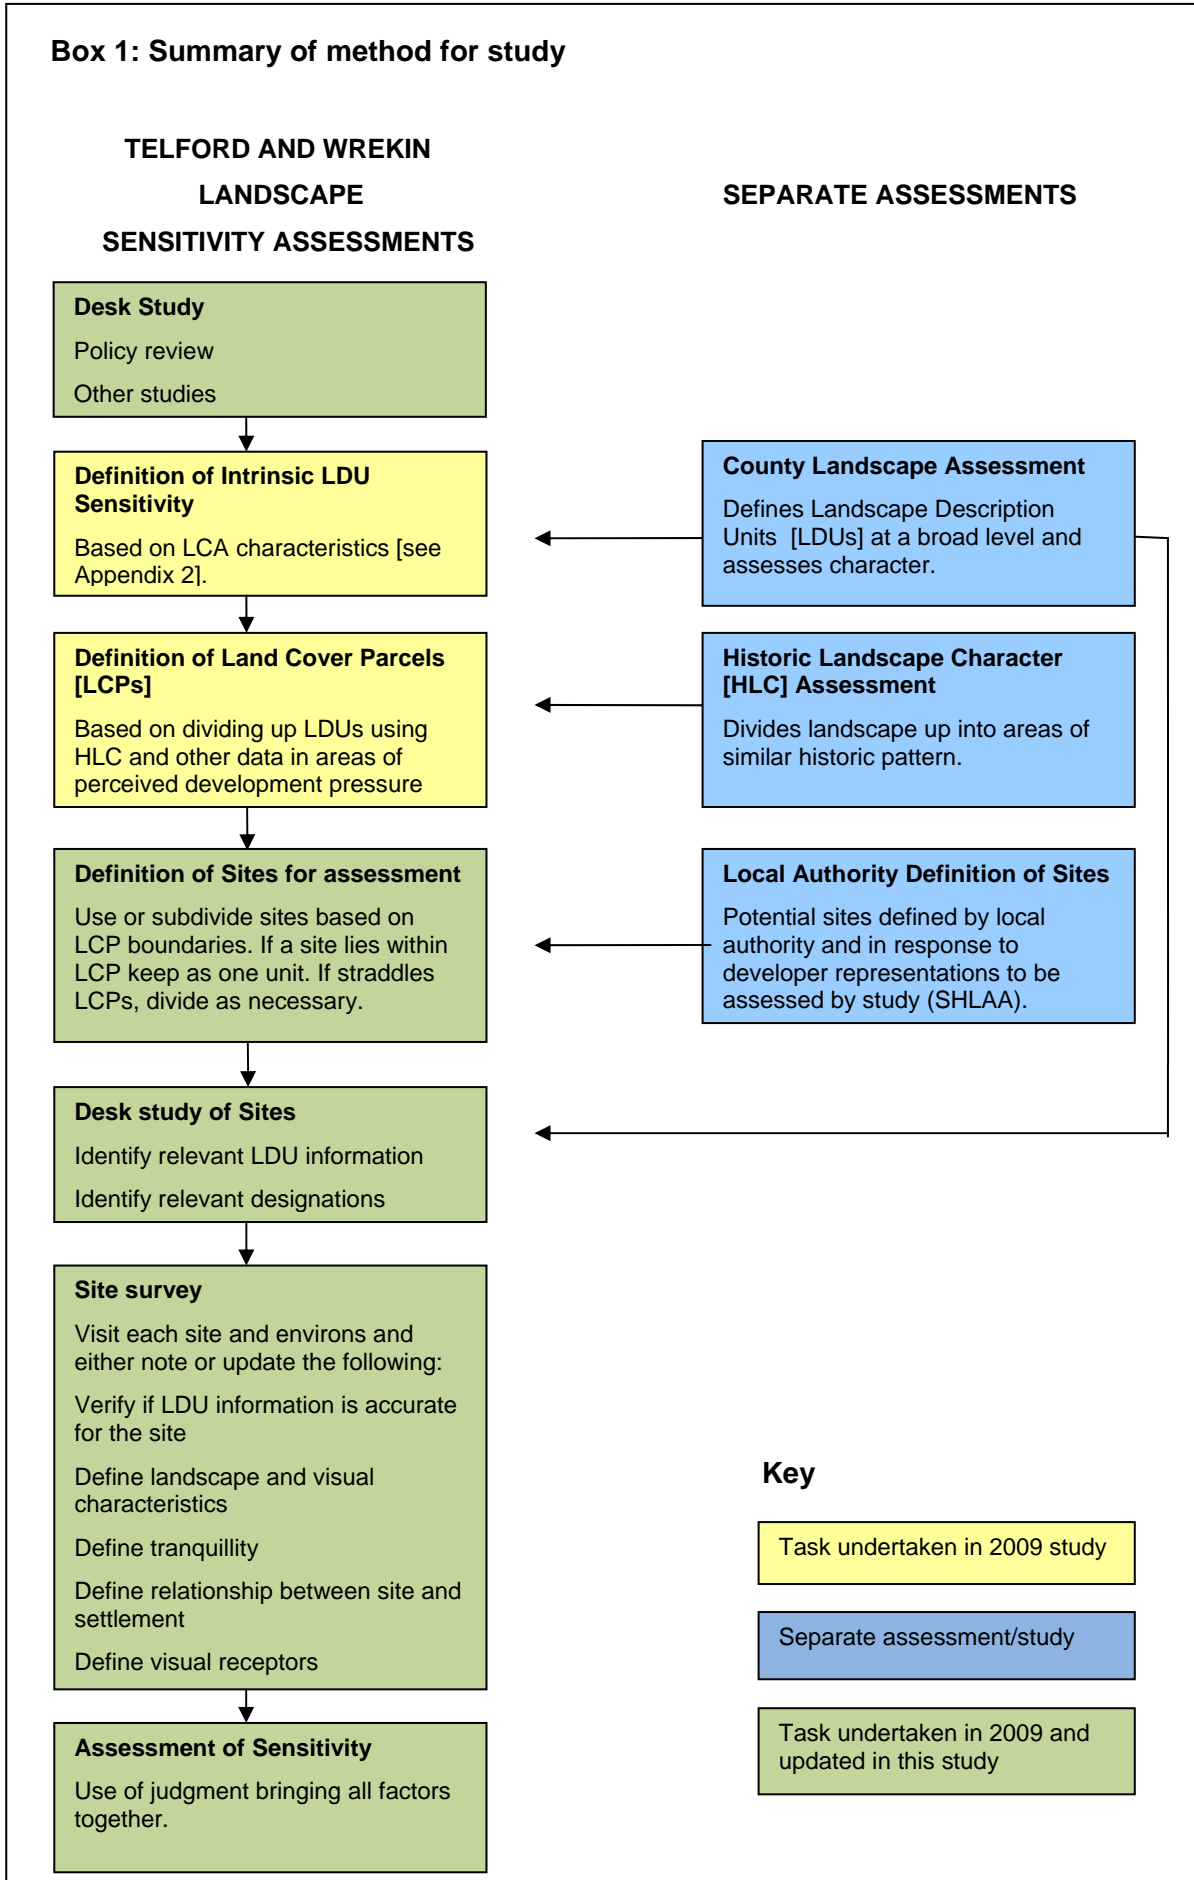 Box 1: Summary of method for study
TELFORD AND WREKIN
LANDSCAPE
SENSITIVITY ASSESSMENTS
SEPARATE ASSESSMENTS
Desk Study
Policy review
Other studies
Definition of Intrinsic LDU
Sensitivity
Based on LCA characteristics [see
Appendix 2].
County Landscape Assessment
Defines Landscape Description
Units [LDUs] at a broad level and
assesses character.
Definition of Land Cover Parcels
[LCPs]
Based on dividing up LDUs using
HLC and other data in areas of
perceived development pressure
Historic Landscape Character
[HLC] Assessment
Divides landscape up into areas of
similar historic pattern.
Definition of Sites for assessment
Use or subdivide sites based on
LCP boundaries. If a site lies within
LCP keep as one unit. If straddles
LCPs, divide as necessary.
Local Authority Definition of Sites
Potential sites defined by local
authority and in response to
developer representations to be
assessed by study (SHLAA).
Desk study of Sites
Identify relevant LDU information
Identify relevant designations
Site survey
Visit each site and environs and
either note or update the following:
Verify if LDU information is accurate
for the site
Define landscape and visual
characteristics
Define tranquillity
Define relationship between site and
settlement
Define visual receptors
Assessment of Sensitivity
Use of judgment bringing all factors
together.
Key
Task undertaken in 2009 study
Separate assessment/study
Task undertaken in 2009 and
updated in this study